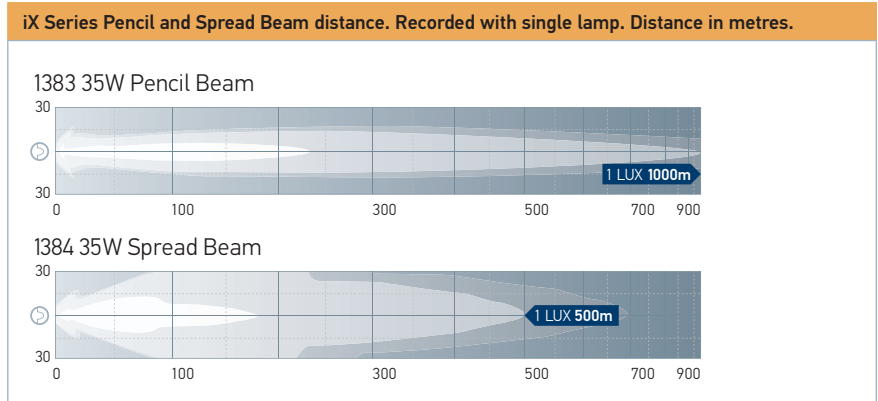 iX Series Pencil and Spread Beam distance. Recorded with single lamp. Distance in metres.
1383 35W Pencil Beam
30
1 LUX 1000m
30
0 100 300 500 700 900
1384 35W Spread Beam
30
1 LUX 500m
30
0 100 300 500 700 900